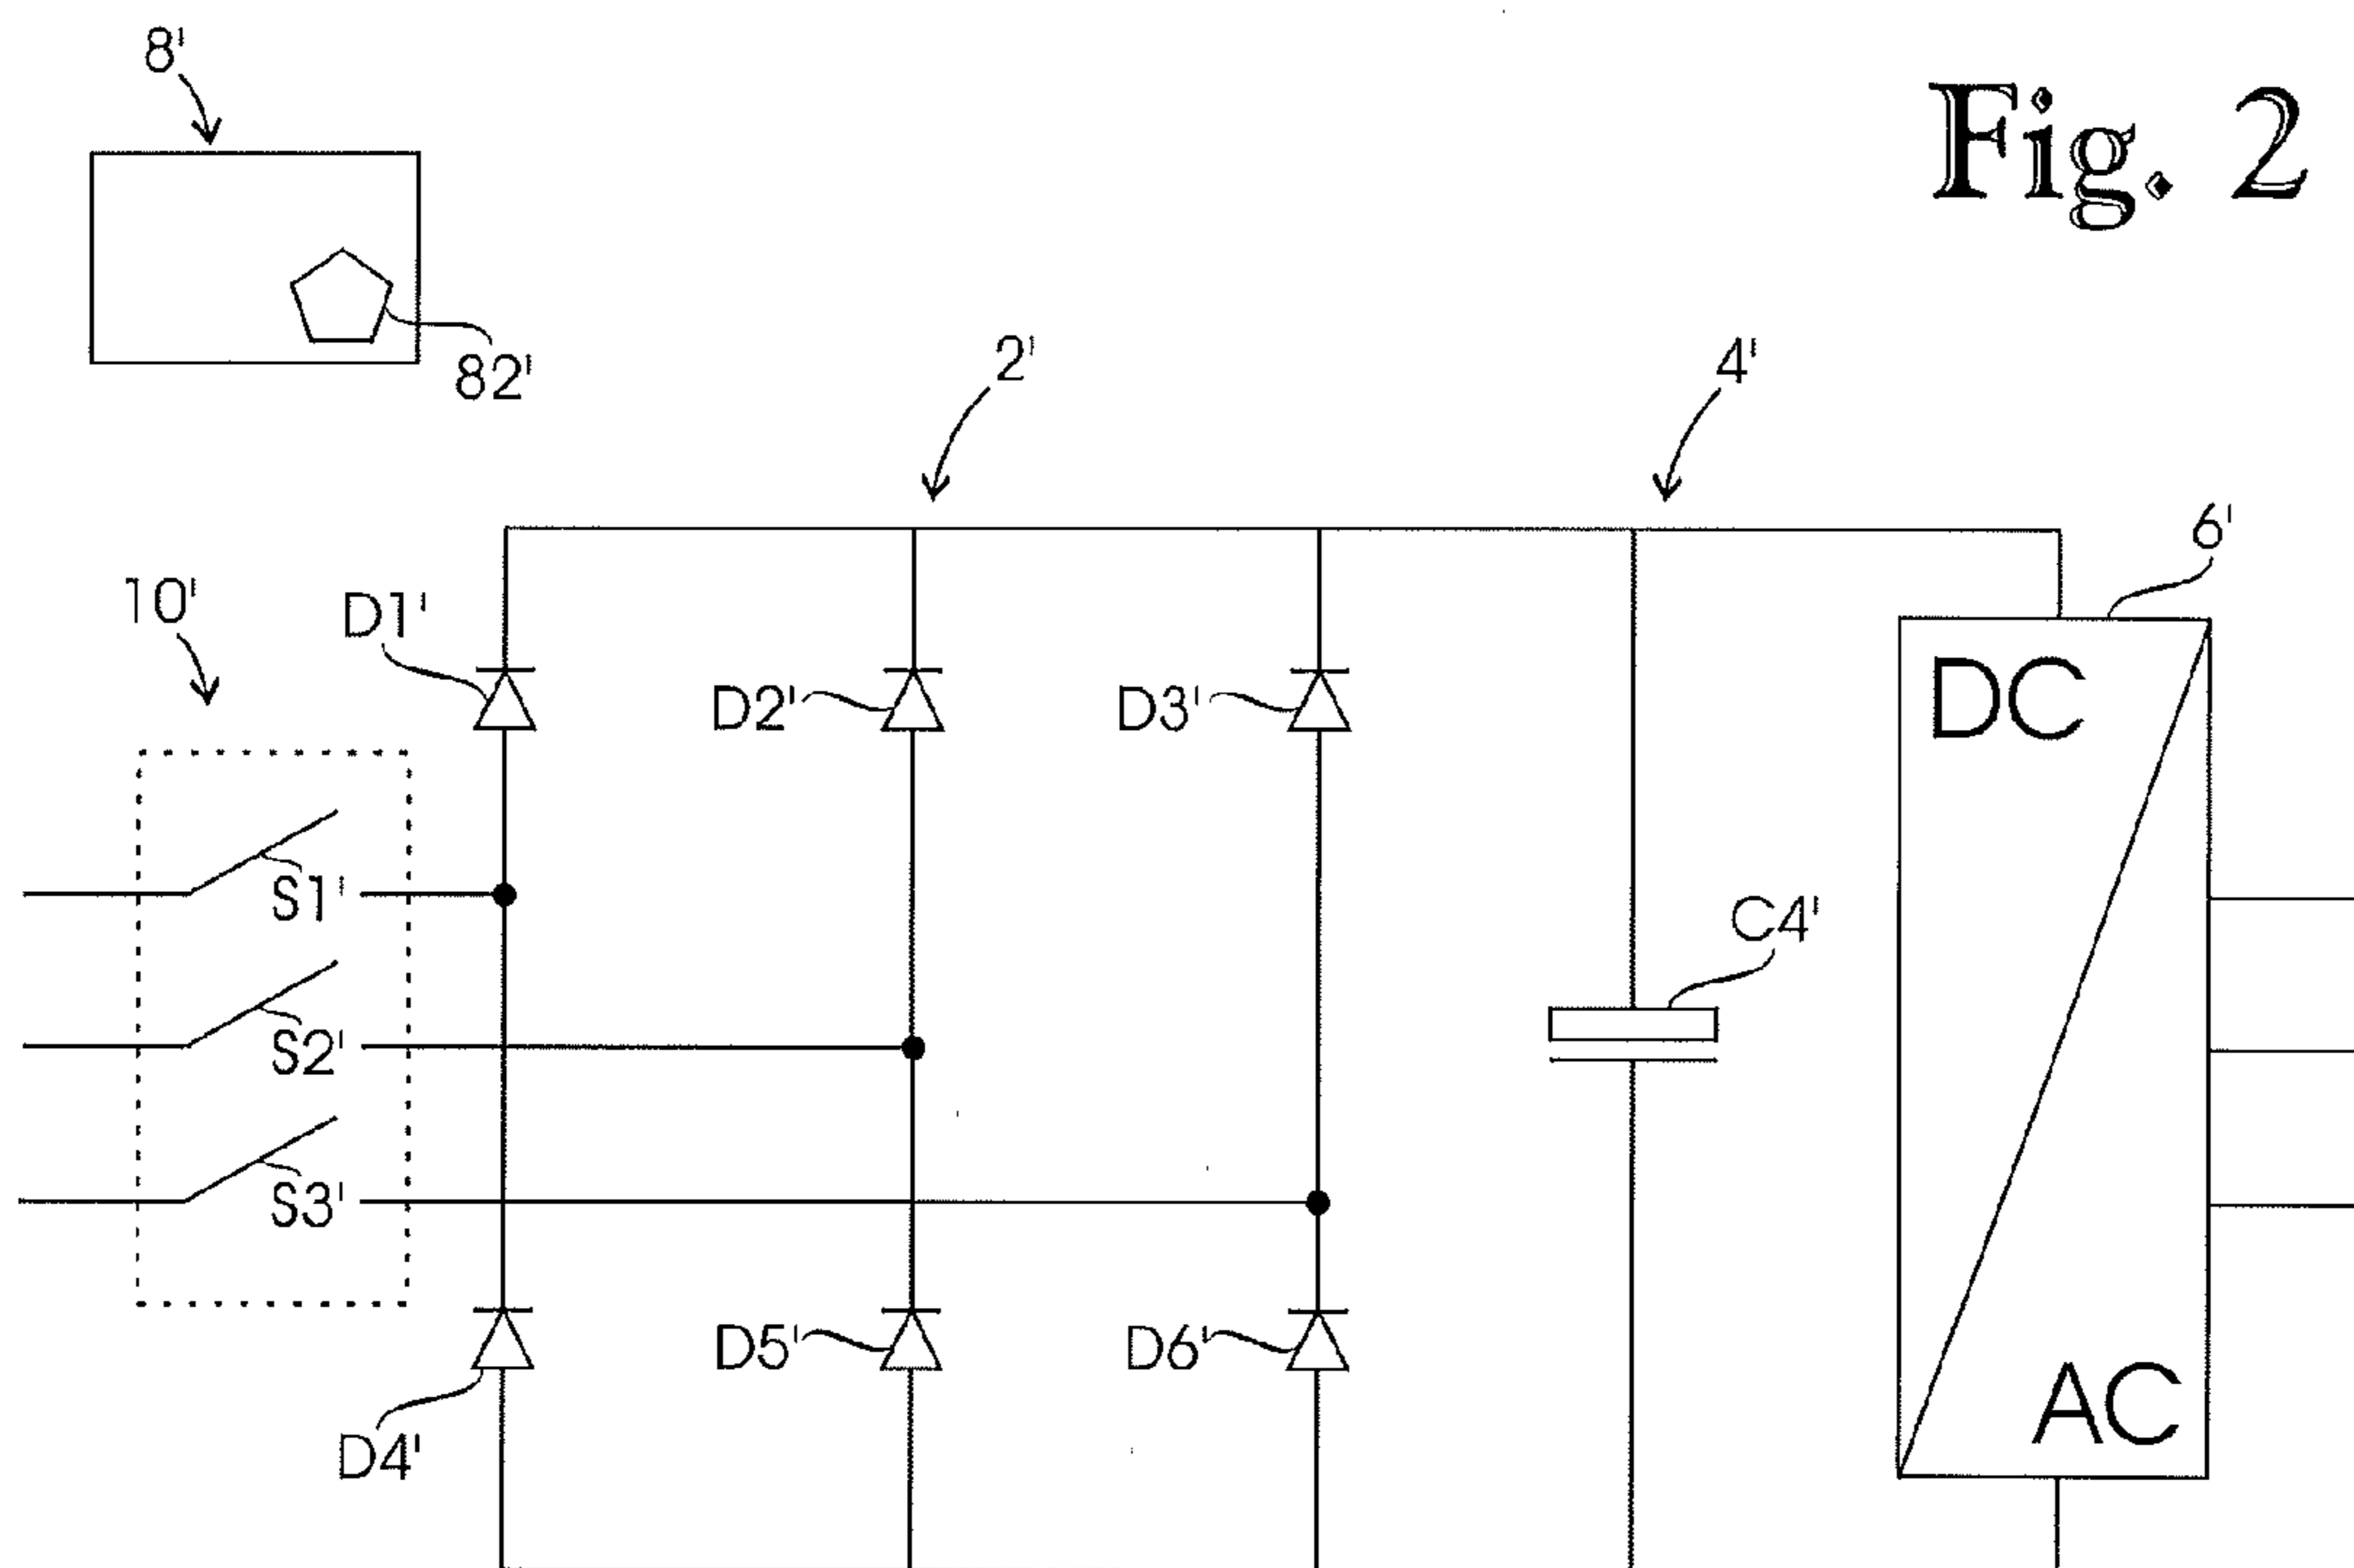 8'
Fig. 2
82'
2'
4'
6'
10'
D1'
D2'
D3'
DC
S1'
C4'
S2'
S3'
D5'
D6'
AC
D4'